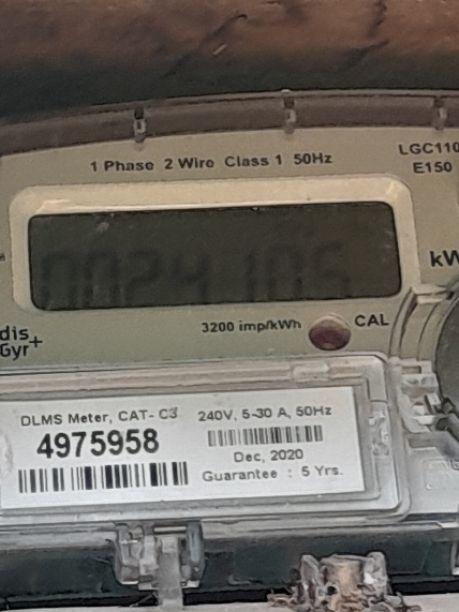 1 Phase 2 Wire Class 1 50Hz
LGC110
E150
0024105
kW
dis
Gyr+
3200 imp/kWh
CAL
DLMS Meter, CAT- C3
4975958
240V, 5-30 A, 50Hz
Dec, 2020
Guarantee : 5 Yrs.